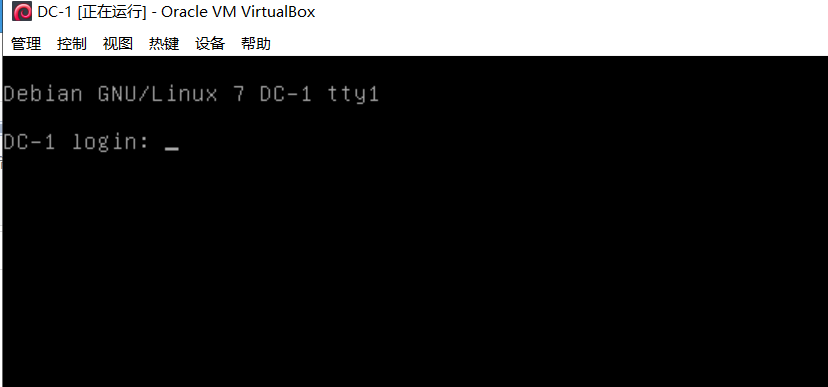 DC-1 [正在运行] - Oracle VM VirtualBox
管理 控制 视图 热键 设备 帮助
Debian GNU/Linux 7 DC-1 tty1
DC-1 login: _